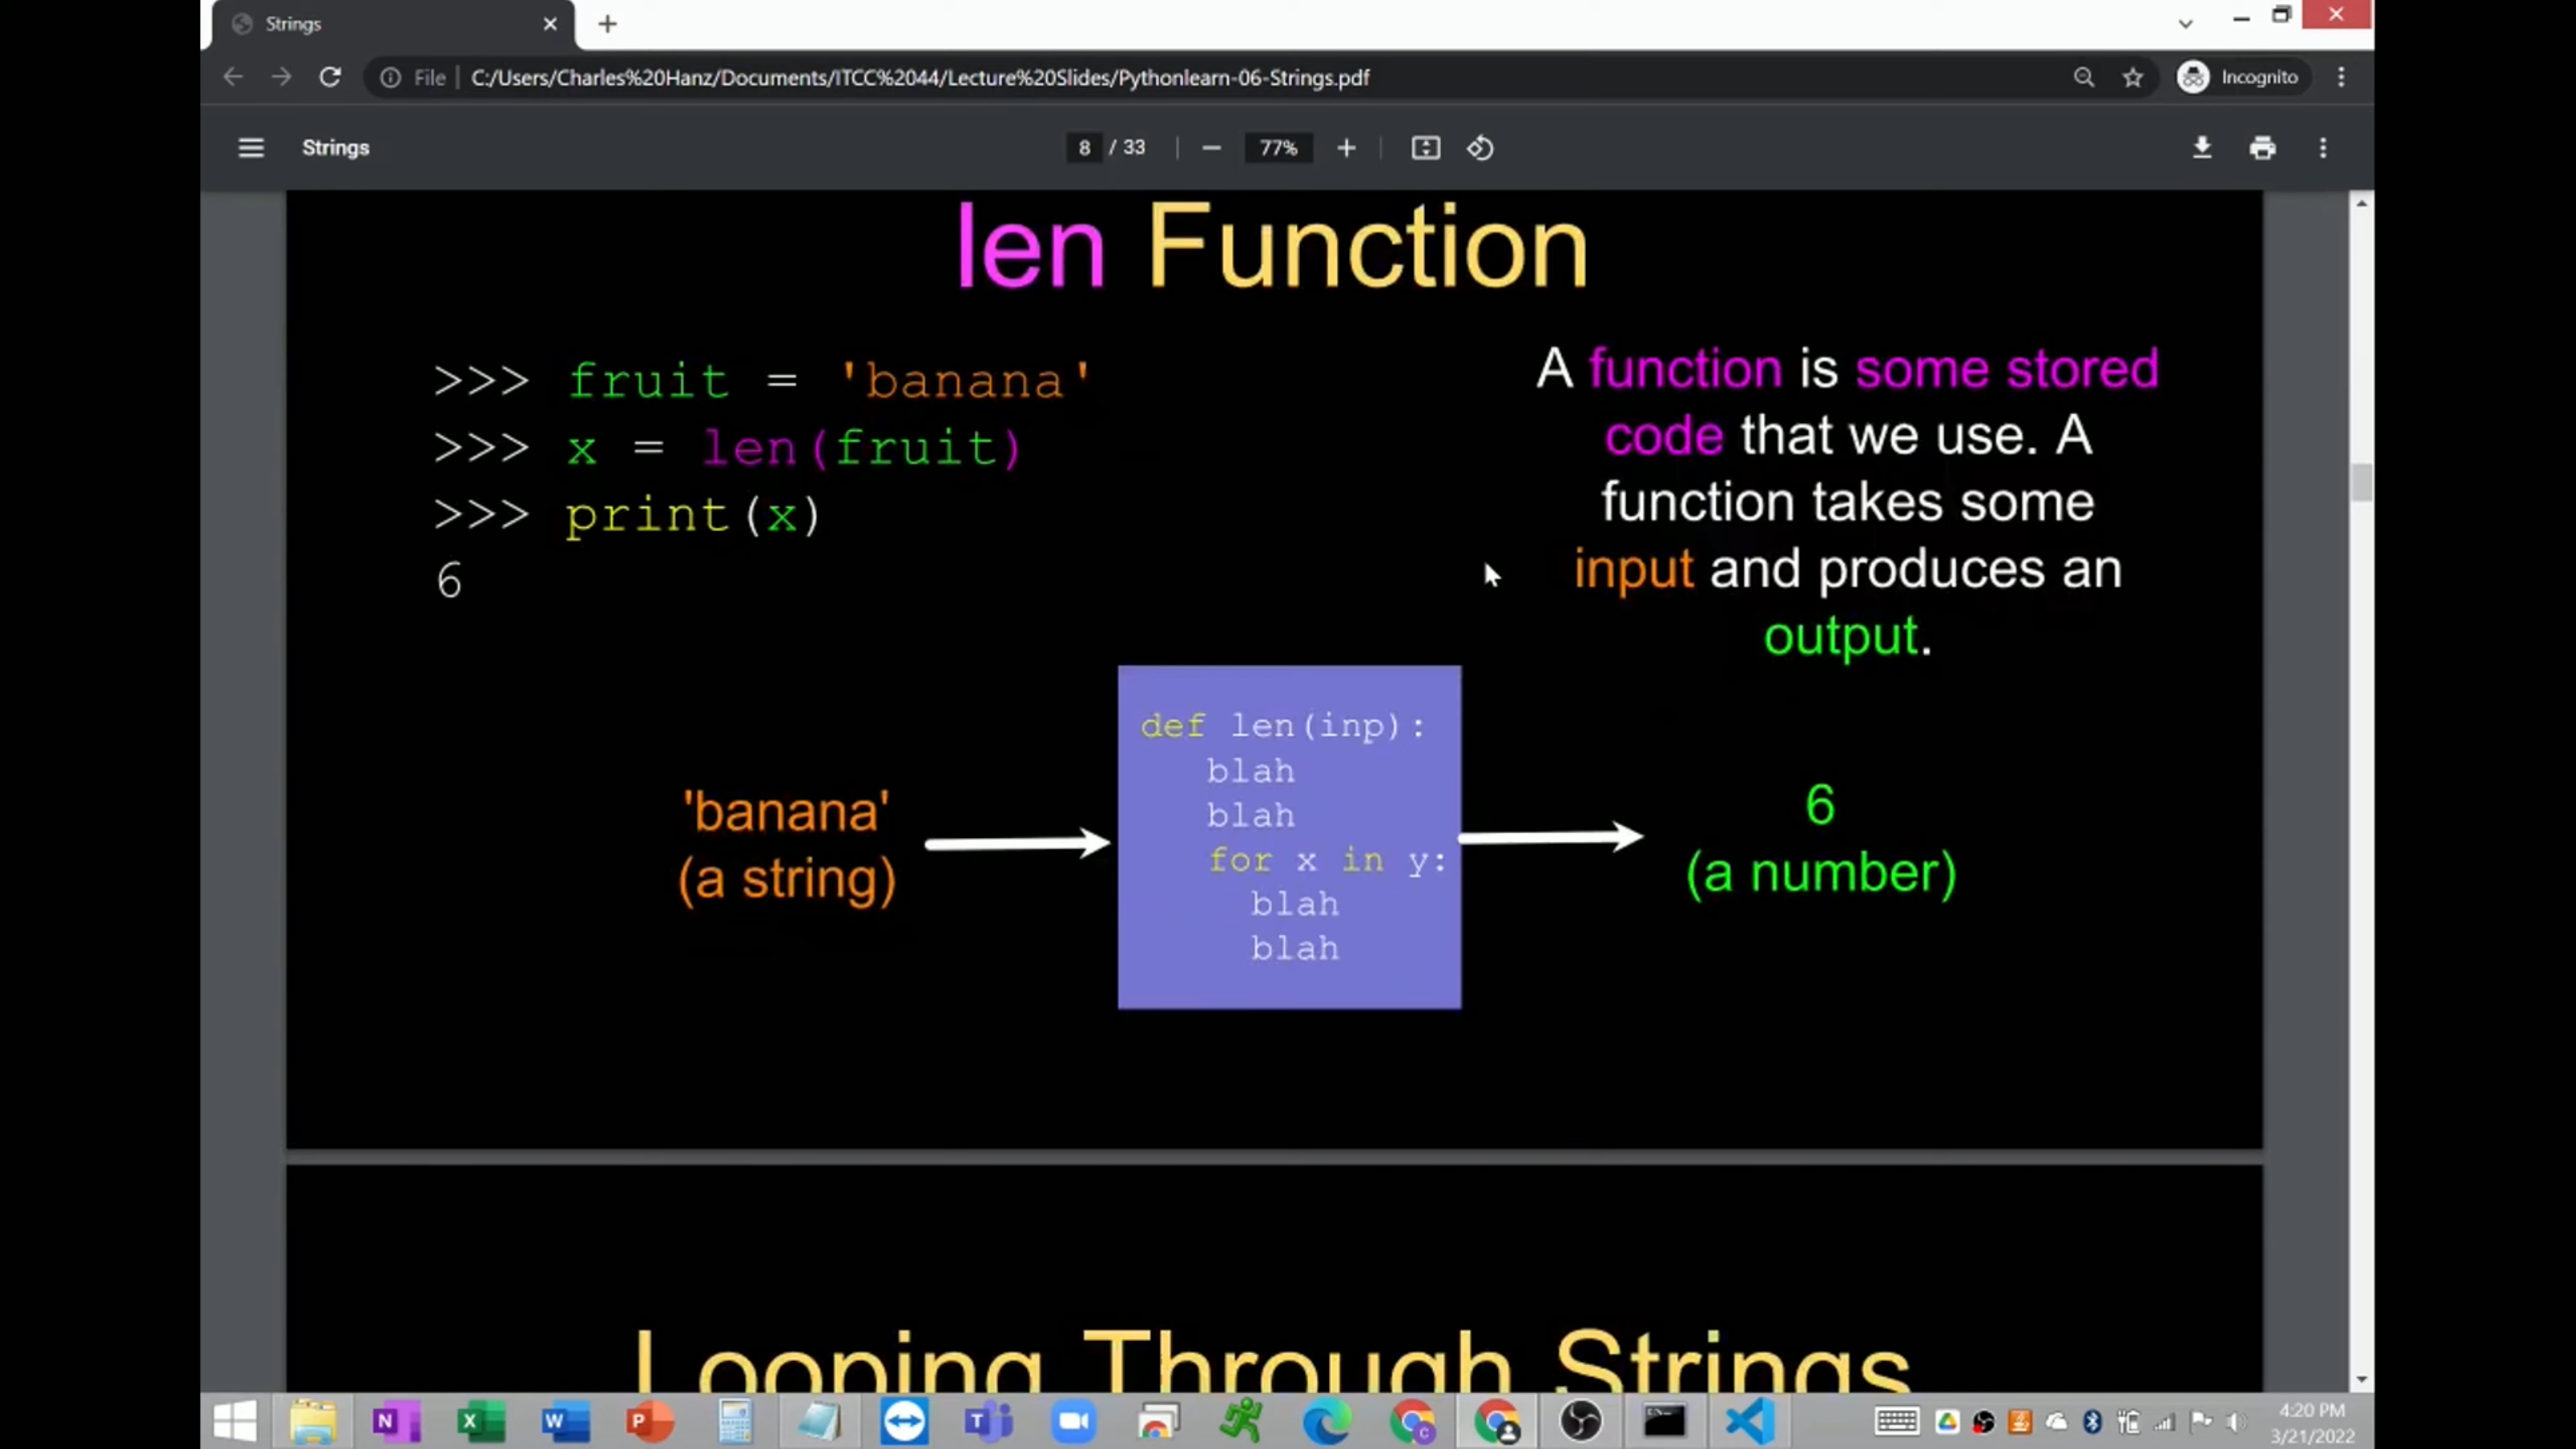 Strings
File
C:/Users/Charles%20Hanz/Documents/ITCC%2044/Lecture%20Slides/Pythonlearn-06-Strings.pdf
Incognito
Strings
8 / 33
77%
len Function
>>> fruit = 'banana'
>>> x = len(fruit)
>>> print(x)
6
A function is some stored
code that we use. A
function takes some
input and produces an
output.
'banana'
(a string)
def len(inp):
blah
blah
for x in y:
blah
blah
6
(a number)
Looping Through Strings
4:20 PM
3/21/2022